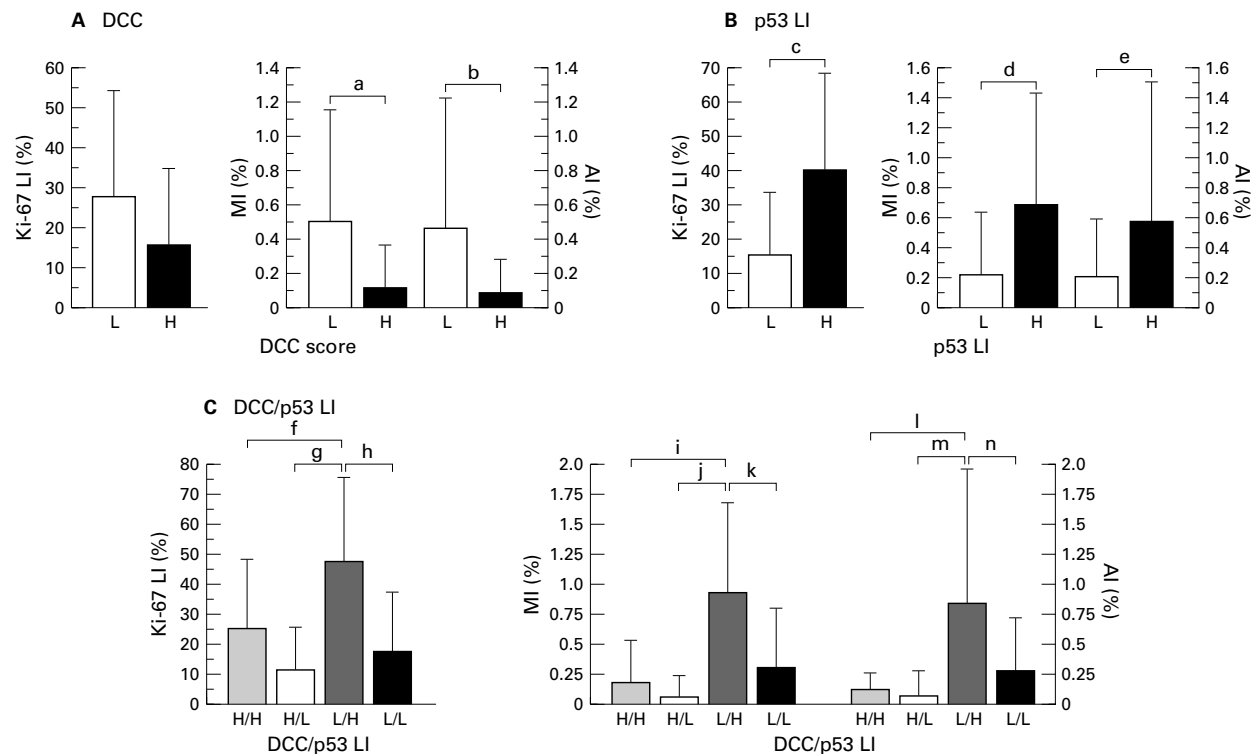 A DCC
60
50
40
30
20
10
0
Ki-67 LI (%)
L H
1.4
1.2
1.0
0.8
0.6
0.4
0.2
0
MI (%)
a
b
L H L H
1.4
1.2
1.0
0.8
0.6
0.4
0.2
0
AI (%)
DCC score
B p53 LI
70
60
50
40
30
20
10
0
Ki-67 LI (%)
c
L H
1.6
1.4
1.2
1.0
0.8
0.6
0.4
0.2
0
MI (%)
d
e
L H L H
1.6
1.4
1.2
1.0
0.8
0.6
0.4
0.2
0
AI (%)
p53 LI
C DCC/p53 LI
80
70
60
50
40
30
20
10
0
Ki-67 LI (%)
f
g h
H/H H/L L/H L/L
DCC/p53 LI
2.0
1.75
1.5
1.25
1.0
0.75
0.5
0.25
0
MI (%)
i
j k
l
m n
H/H H/L L/H L/L H/H H/L L/H L/L
2.0
1.75
1.5
1.25
1.0
0.75
0.5
0.25
0
AI (%)
DCC/p53 LI